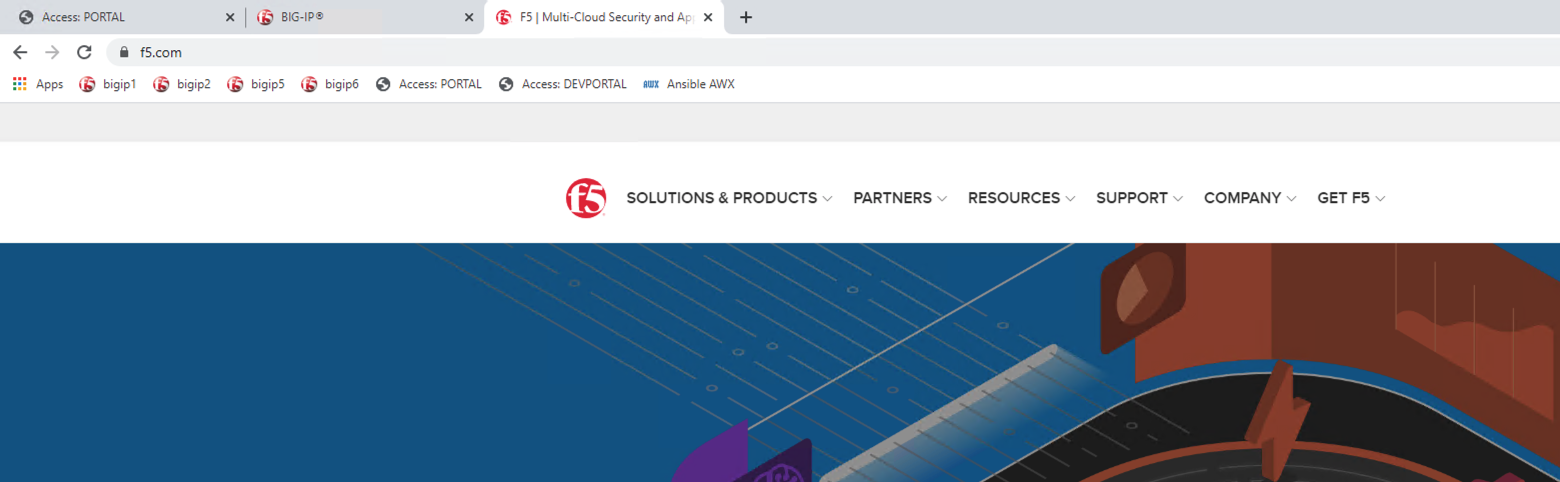 Access: PORTAL BIG-IP® F5 | Multi-Cloud Security and Ap
f5.com
Apps bigip1 bigip2 bigip5 bigip6 Access: PORTAL Access: DEVPORTAL AWX Ansible AWX
f5 SOLUTIONS & PRODUCTS PARTNERS RESOURCES SUPPORT COMPANY GET F5